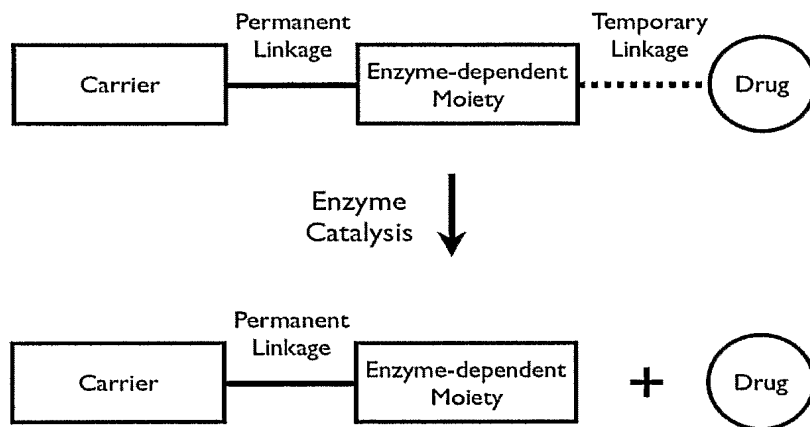 Permanent
Linkage
Temporary
Linkage
Carrier
Enzyme-dependent
Moiety
Drug
Enzyme
Catalysis
Permanent
Linkage
Carrier
Enzyme-dependent
Moiety
+
Drug